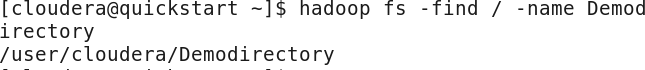 [cloudera@quickstart ~]$ hadoop fs -find / -name Demod
irectory
/user/cloudera/Demodirectory